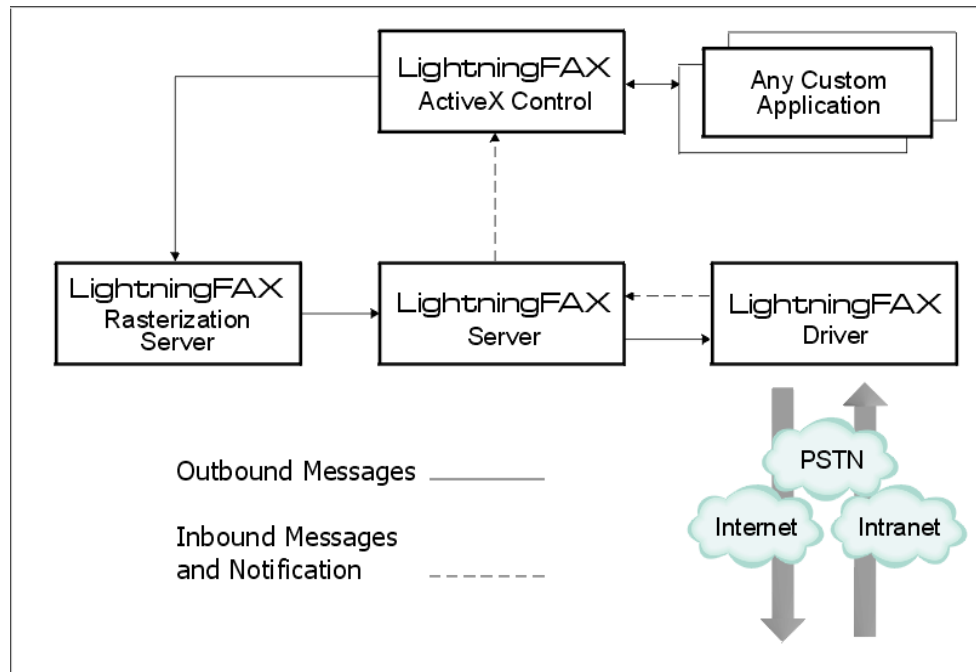 LightningFAX
ActiveX Control
Any Custom
Application
LightningFAX
Rasterization
Server
LightningFAX
Server
LightningFAX
Driver
PSTN
Internet
Intranet
Outbound Messages
Inbound Messages
and Notification